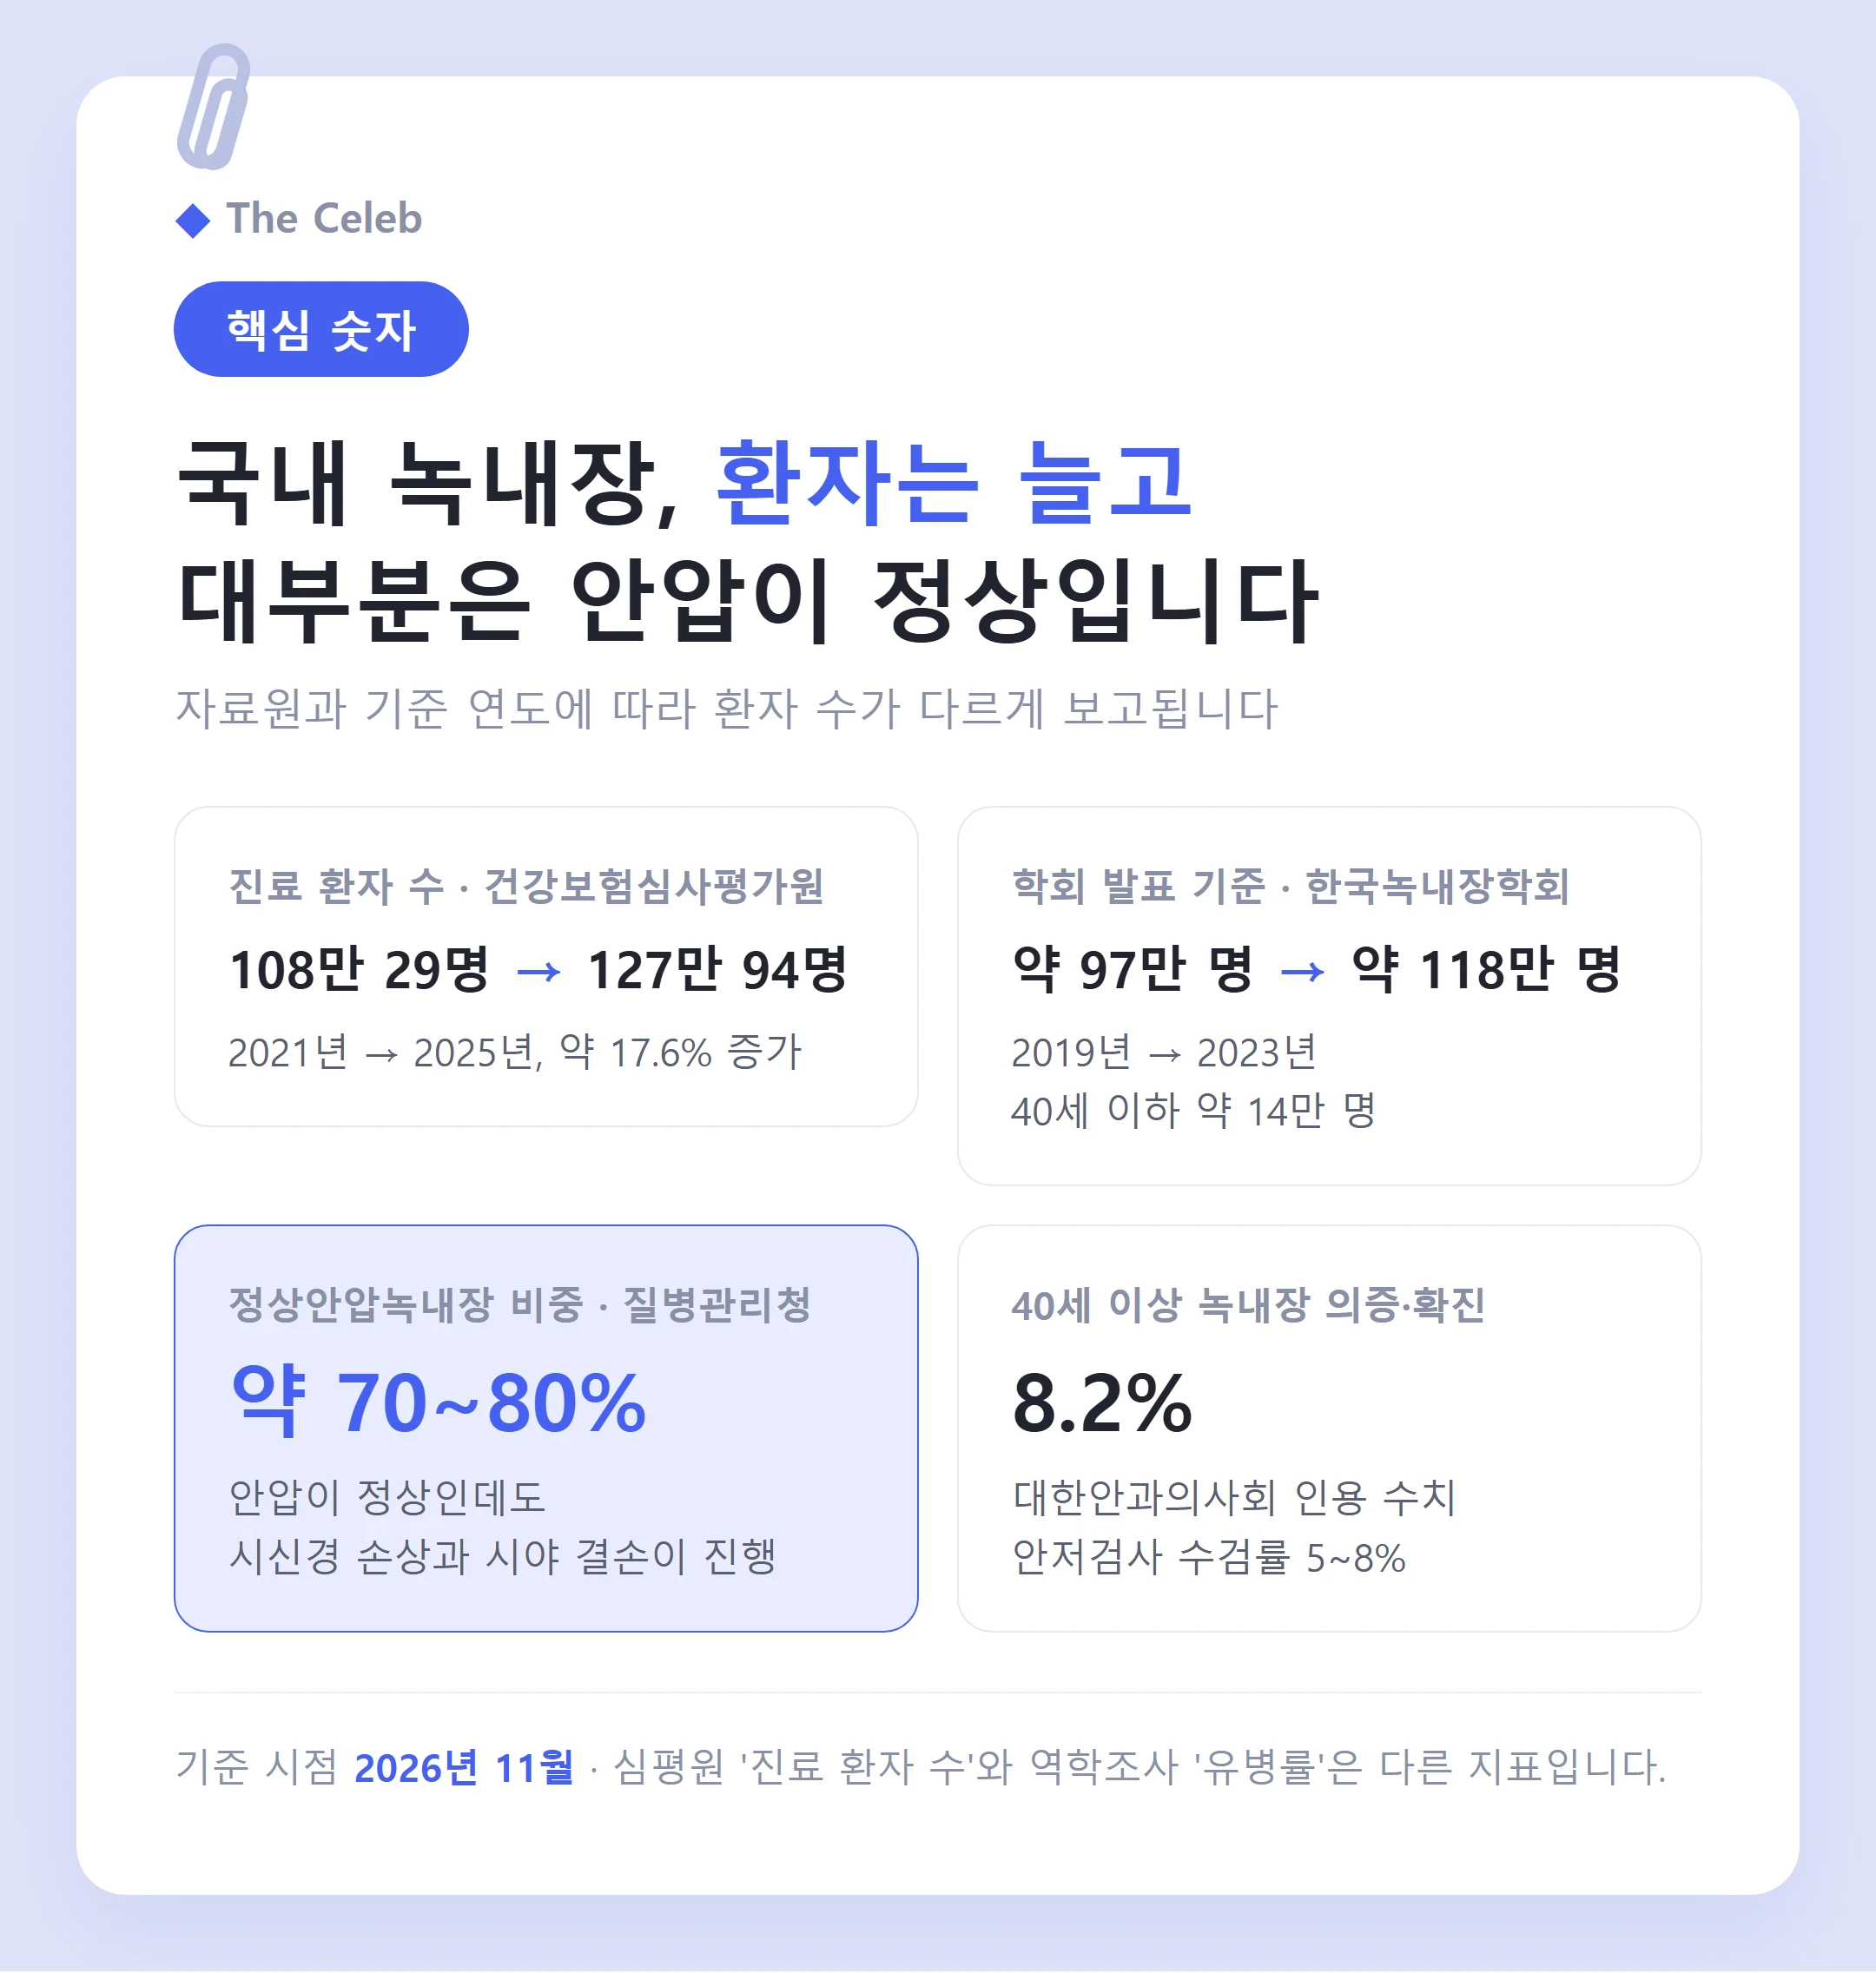 The Celeb
핵심 숫자
국내 녹내장, 환자는 늘고
대부분은 안압이 정상입니다
자료원과 기준 연도에 따라 환자 수가 다르게 보고됩니다
진료 환자 수 · 건강보험심사평가원
108만 29명 → 127만 94명
2021년 → 2025년, 약 17.6% 증가
학회 발표 기준 · 한국녹내장학회
약 97만 명 → 약 118만 명
2019년 → 2023년
40세 이하 약 14만 명
정상안압녹내장 비중 · 질병관리청
약 70~80%
안압이 정상인데도
시신경 손상과 시야 결손이 진행
40세 이상 녹내장 의증·확진
8.2%
대한안과의사회 인용 수치
안저검사 수검률 5~8%
기준 시점 2026년 11월 · 심평원 '진료 환자 수'와 역학조사 '유병률'은 다른 지표입니다.